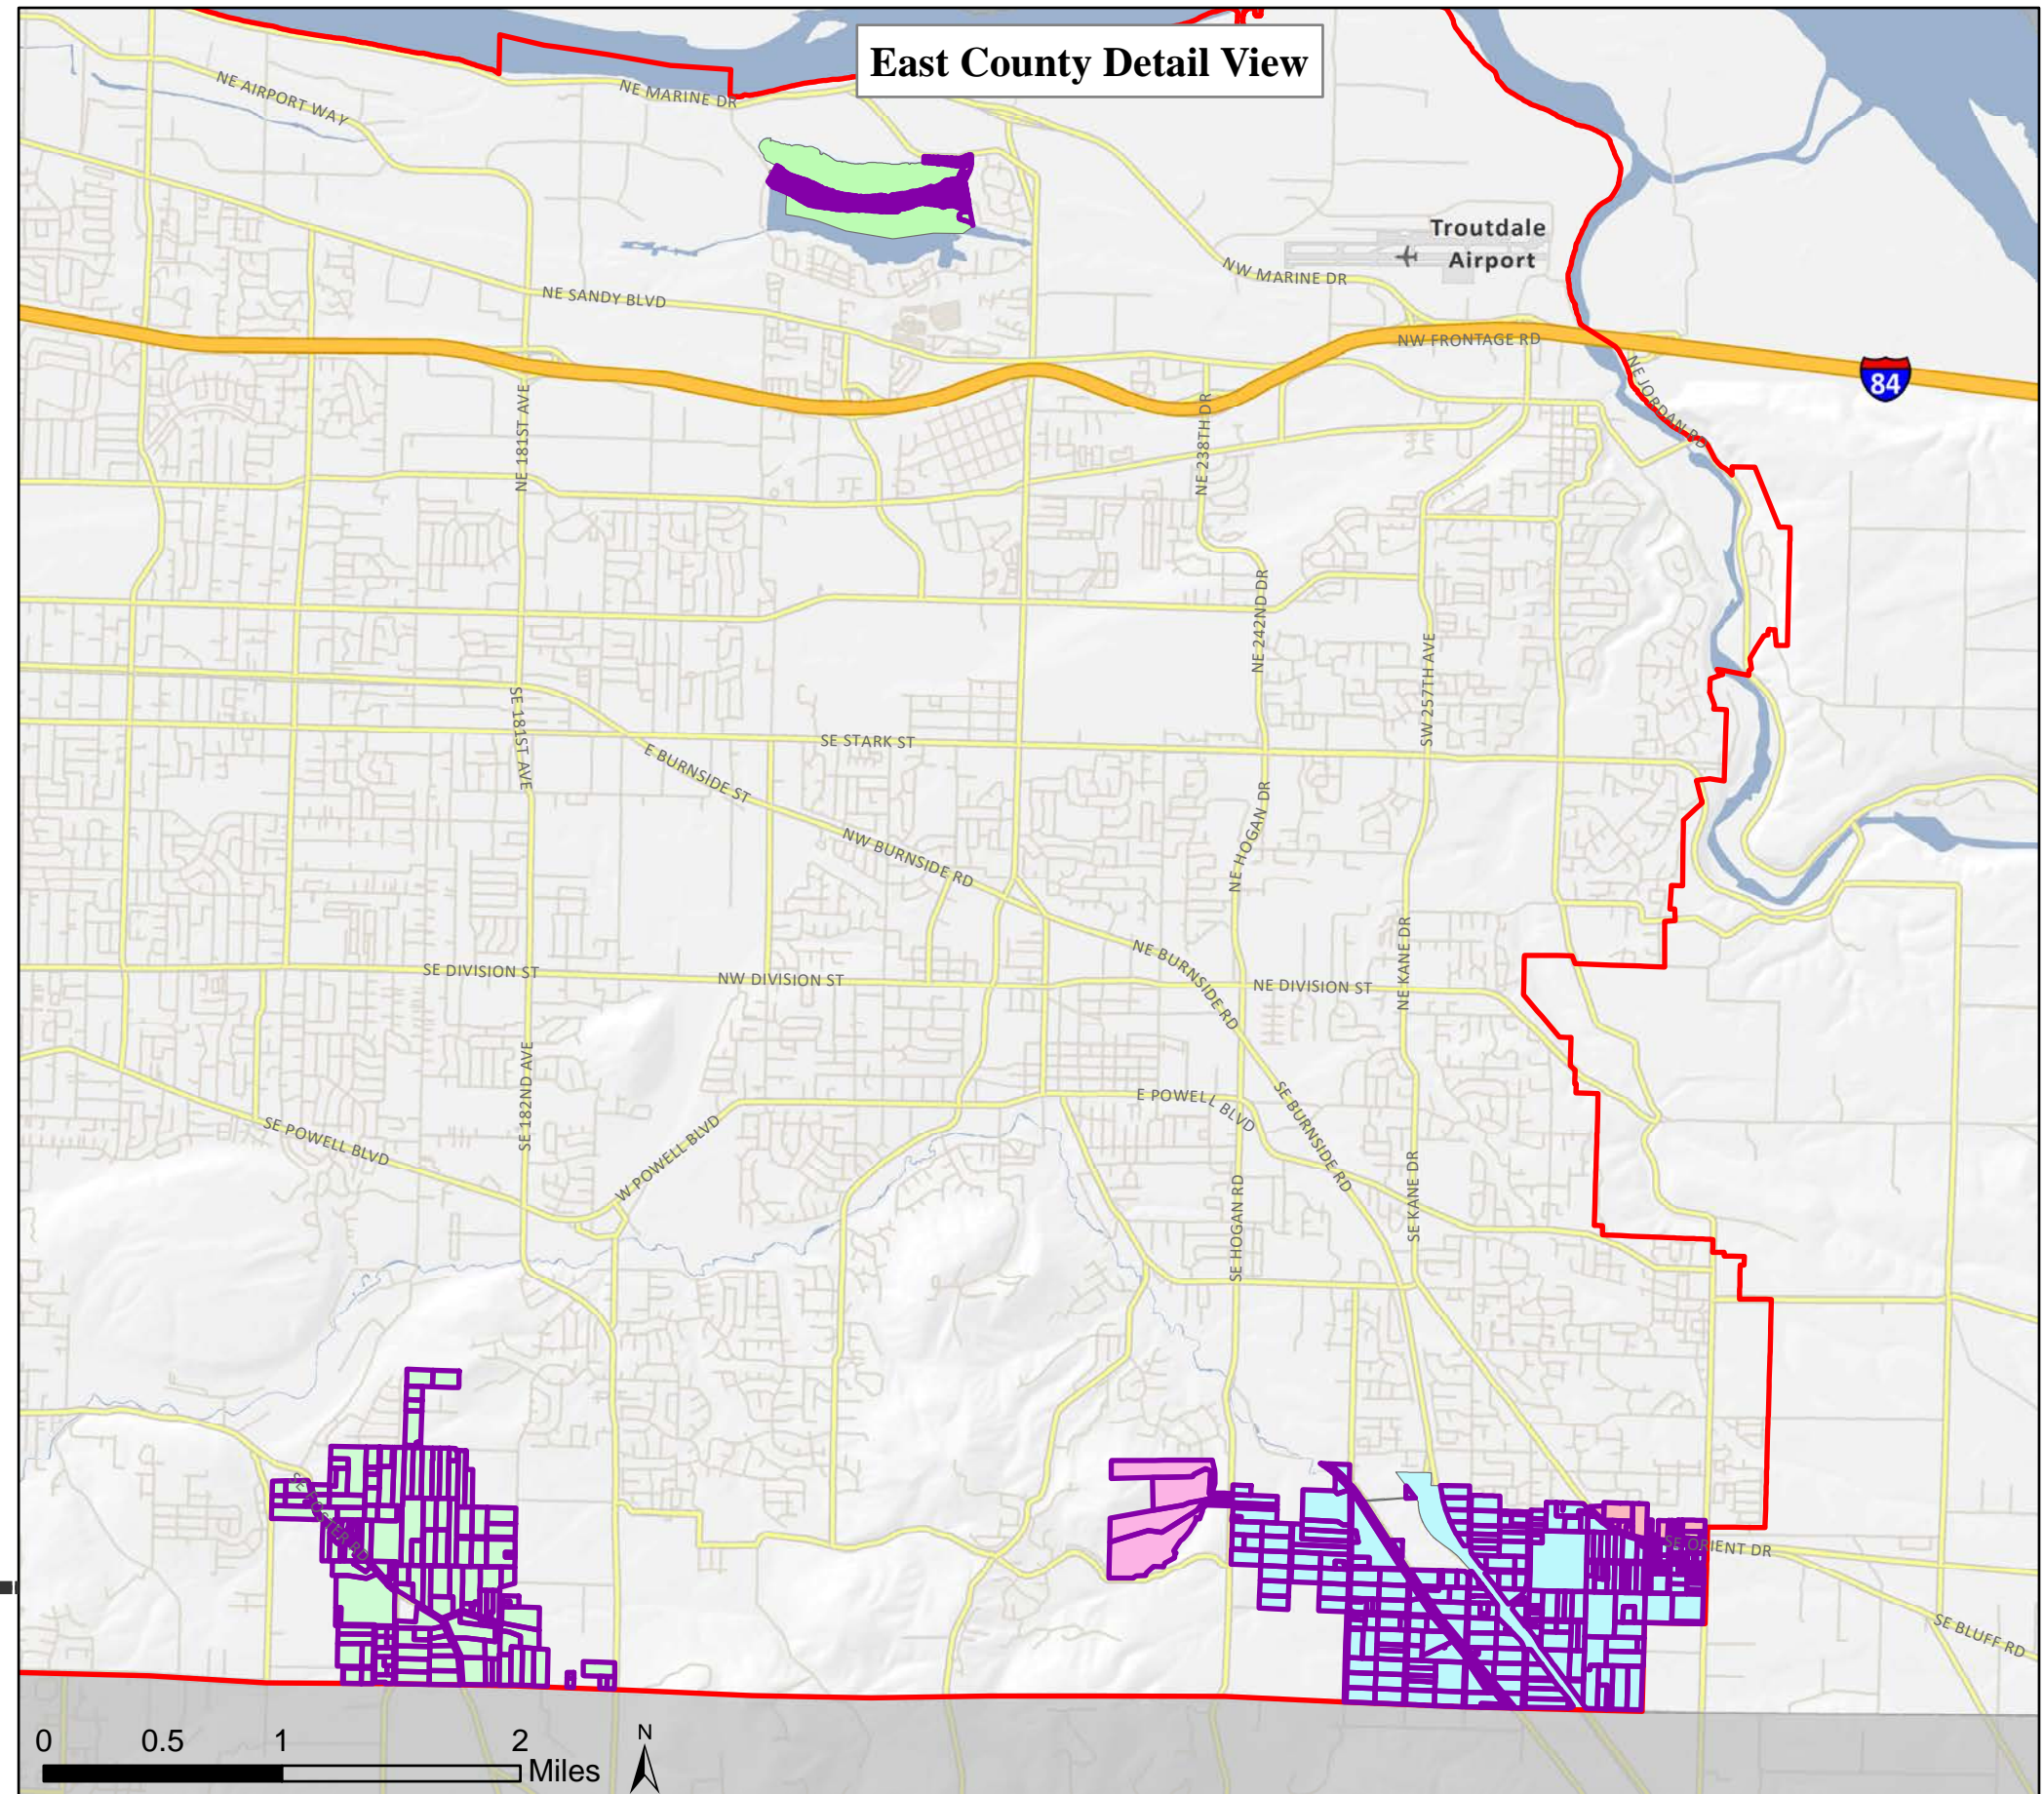 East County Detail View
NE AIRPORT WAY
NE MARINE DR
Troutdale
Airport
NW MARINE DR
NE SANDY BLVD
NW FRONTAGE RD
NE JORDAN RD
84
NE 181ST AVE
NE 238TH DR
NE 242ND DR
SW 257TH AVE
SE 181ST AVE
SE STARK ST
E BURNSIDE ST
NE HOGAN DR
NW BURNSIDE RD
NE KANE DR
NE BURNSIDE RD
SE DIVISION ST
NW DIVISION ST
NE DIVISION ST
SE 182ND AVE
E POWELL BLVD
SE BURNSIDE RD
SE POWELL BLVD
W POWELL BLVD
SE HOGAN RD
SE KANE DR
SE FOSTER RD
SE ORIENT DR
SE BLUFF RD
0 0.5 1 2
Miles
N